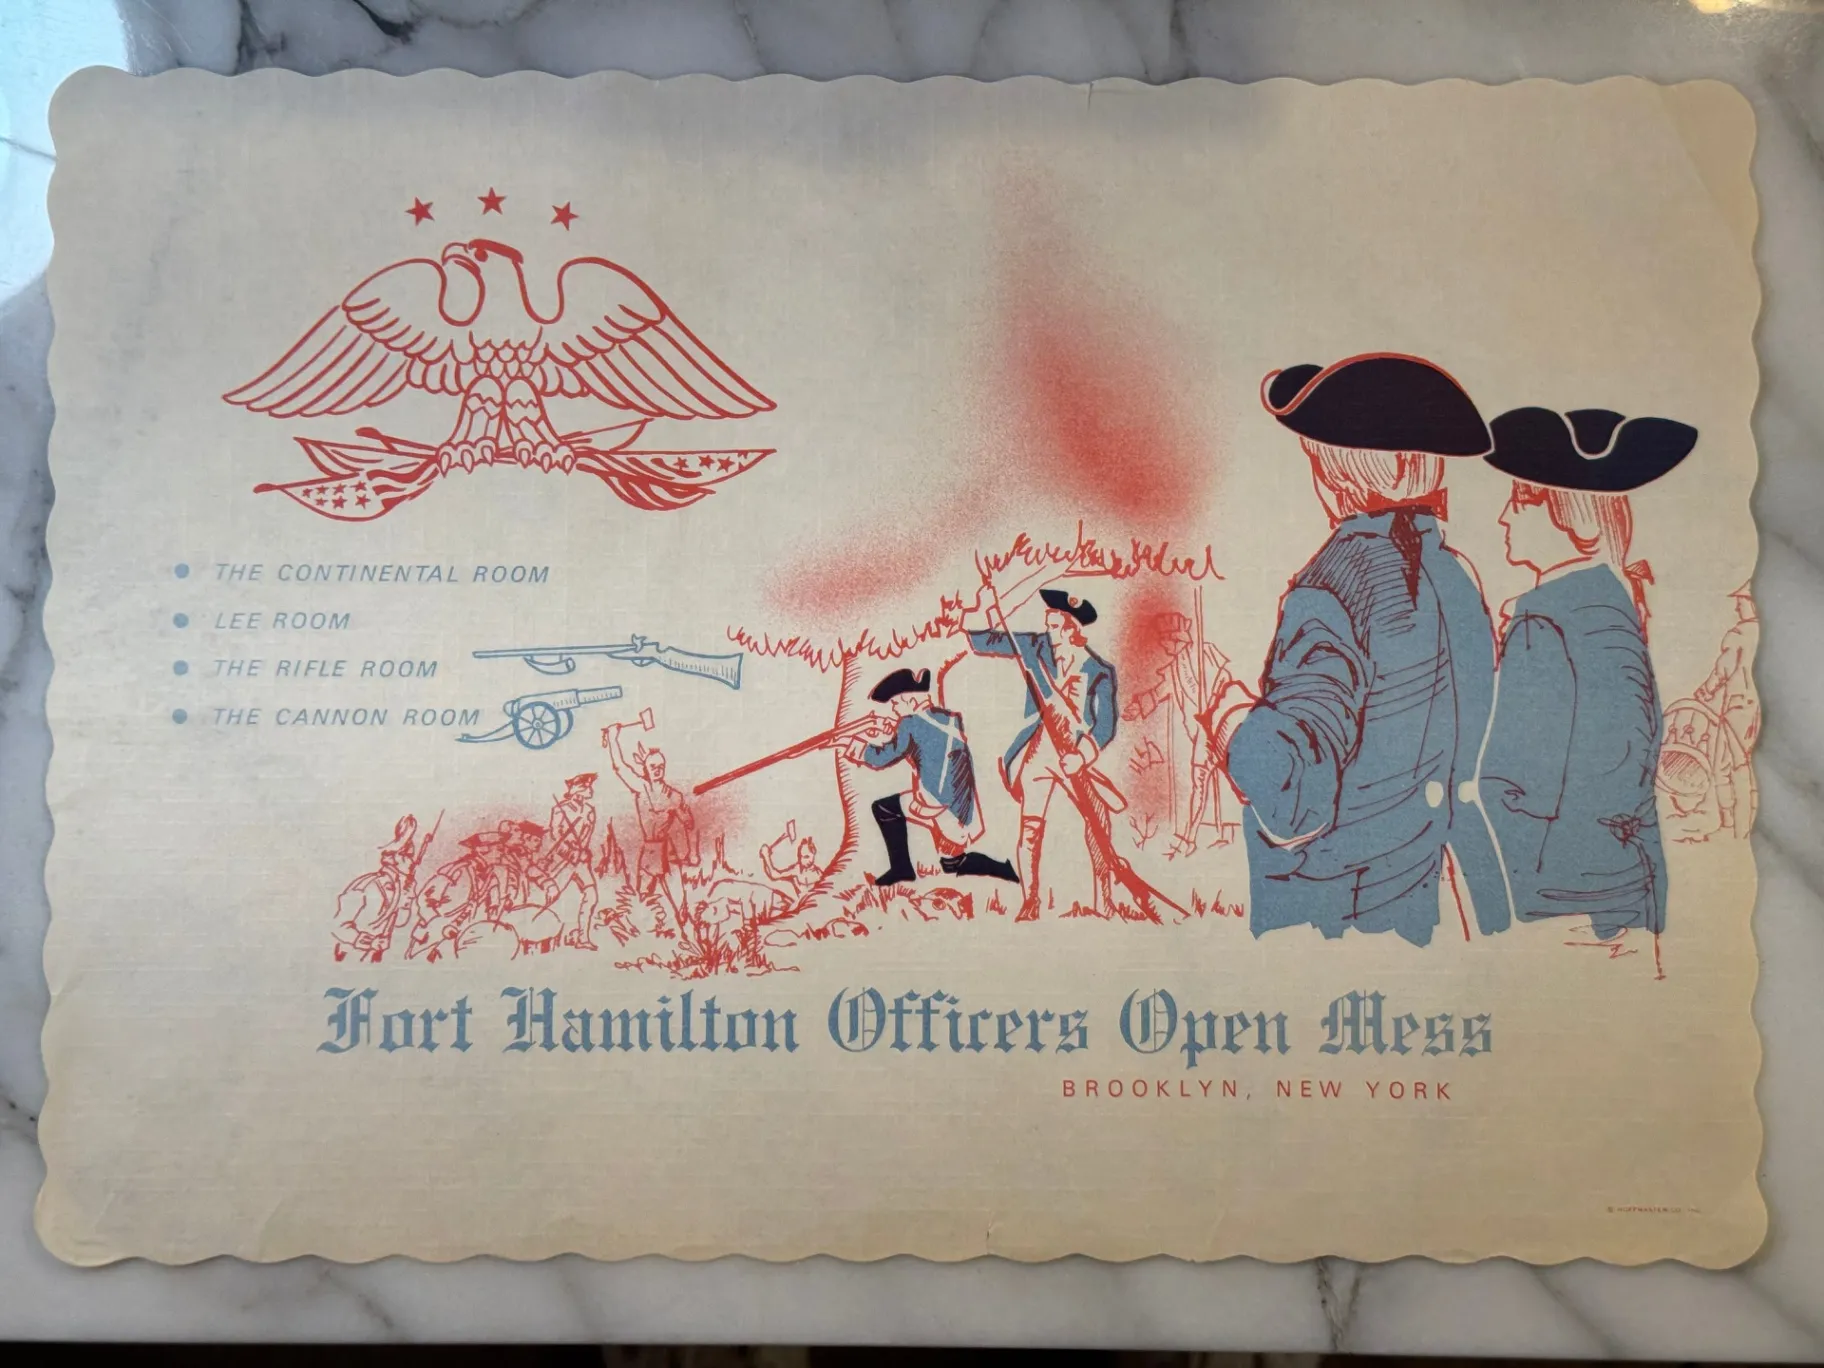 THE CONTINENTAL ROOM
LEE ROOM
THE RIFLE ROOM
THE CANNON ROOM
Fort Hamilton Officers Open Mess
BROOKLYN, NEW YORK